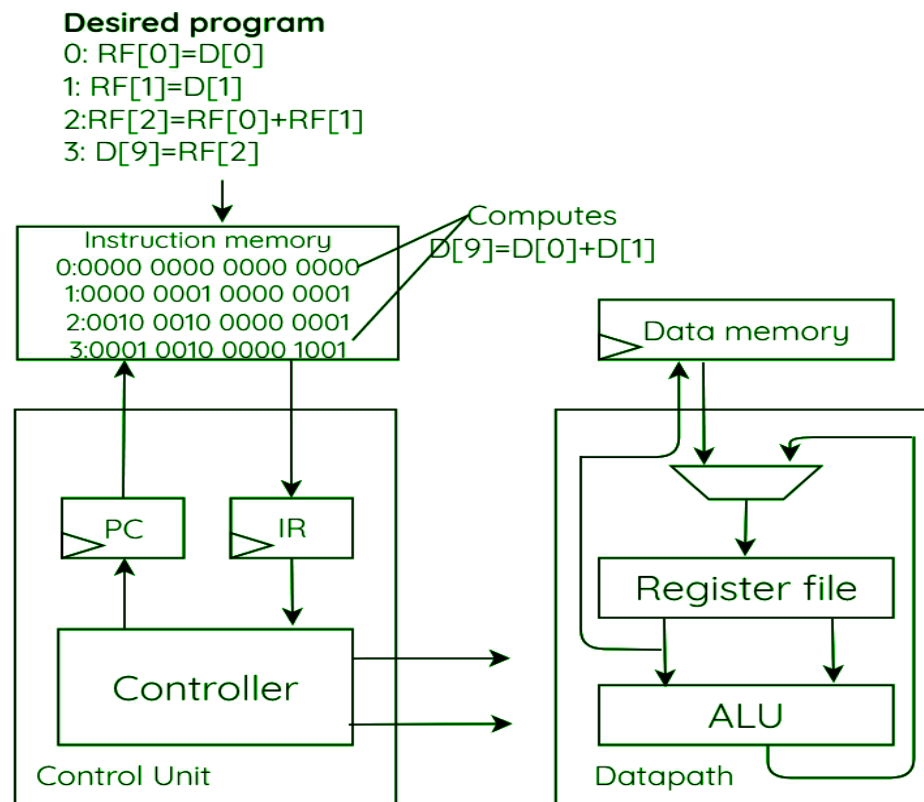 Desired program
0: RF[0]=D[0]
1: RF[1]=D[1]
2:RF[2]=RF[0]+RF[1]
3: D[9]=RF[2]
Instruction memory
0:0000 0000 0000 0000
1:0000 0001 0000 0001
2:0010 0010 0000 0001
3:0001 0010 0000 1001
Computes
D[9]=D[0]+D[1]
Data memory
PC
IR
Controller
Control Unit
Register file
ALU
Datapath